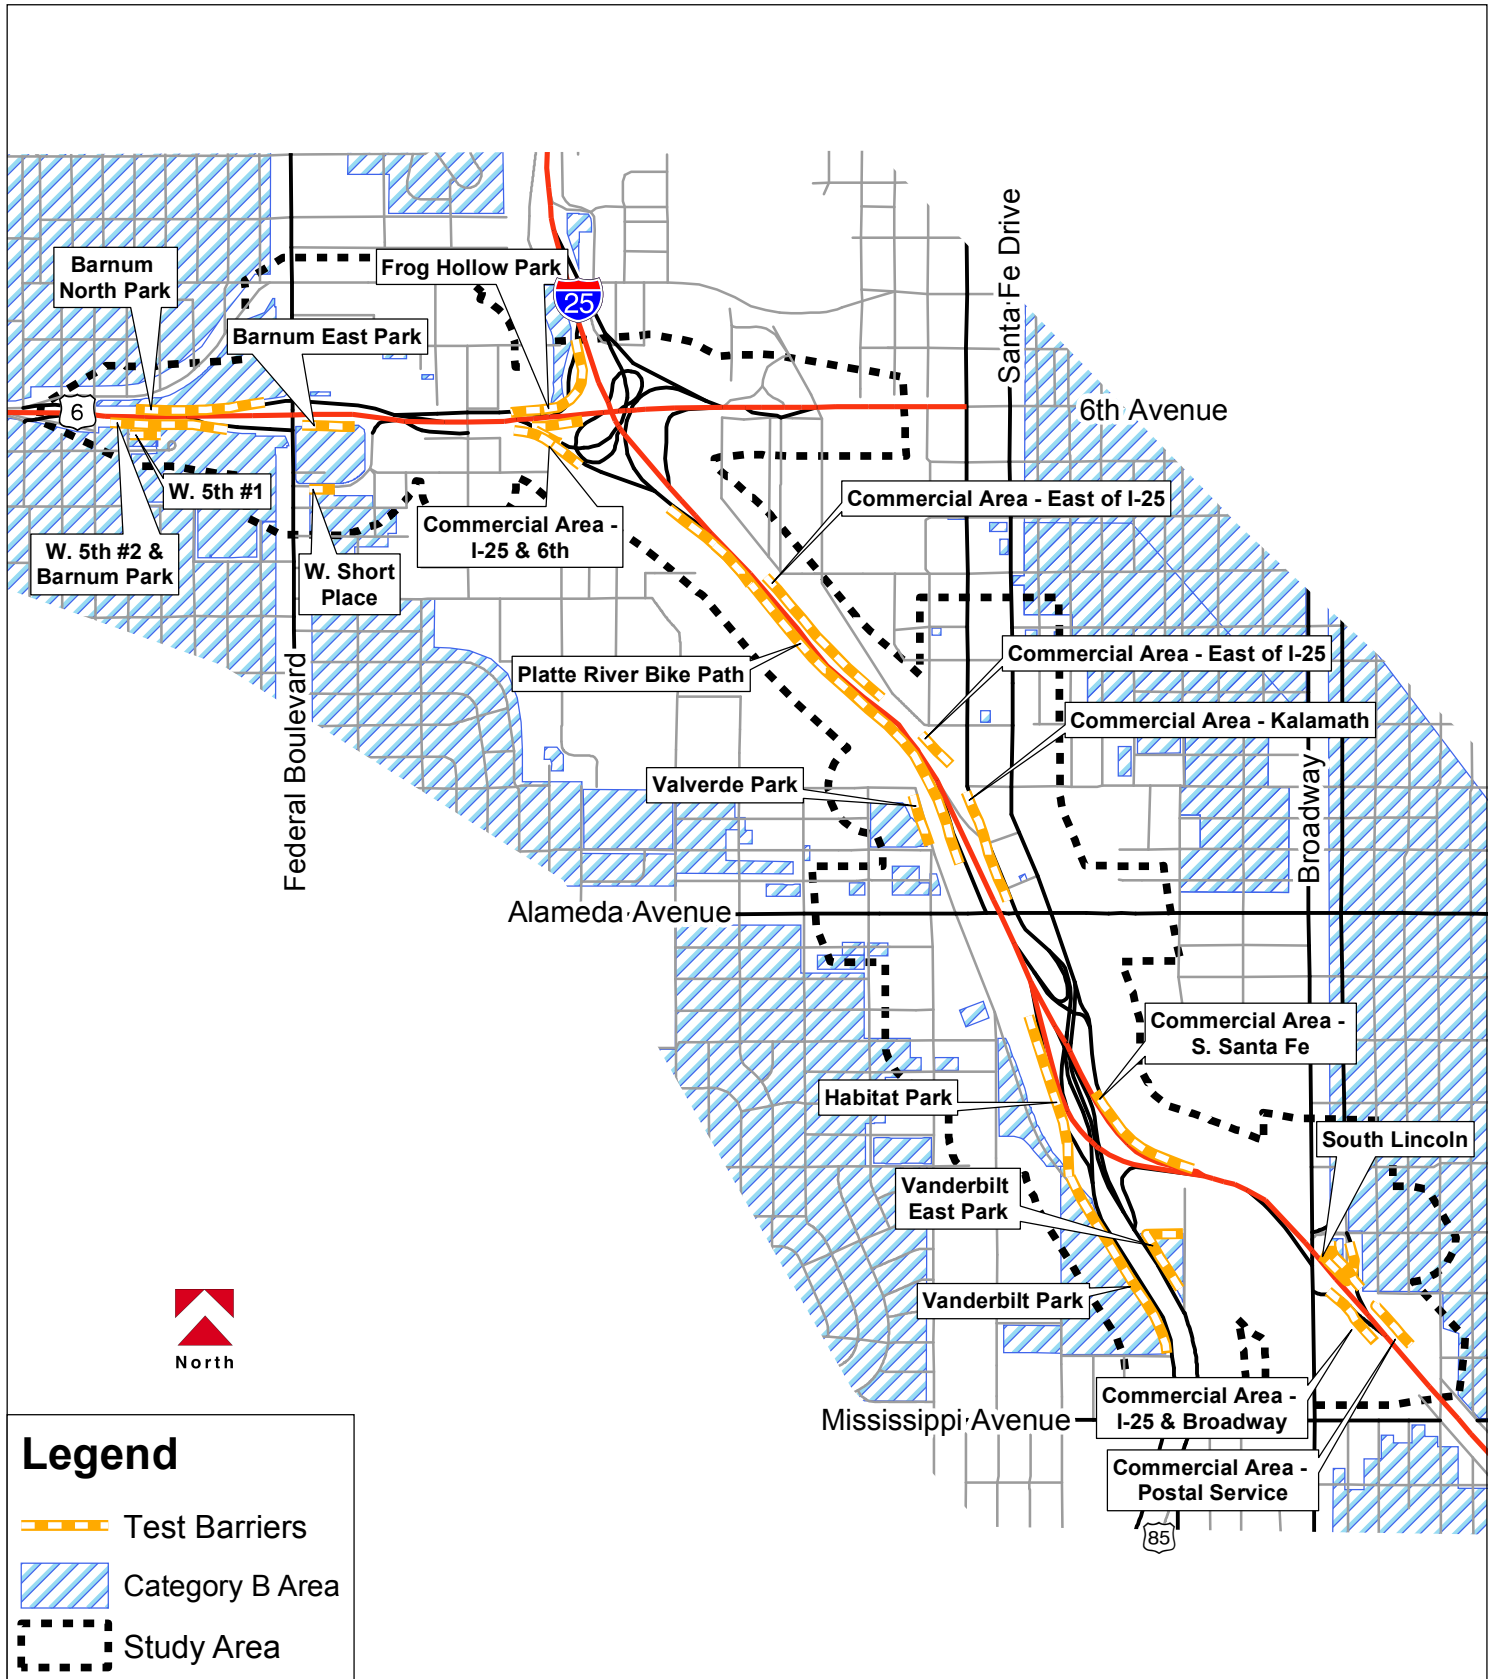 Santa Fe Drive
Barnum
North Park
Frog Hollow Park
25
Barnum East Park
6
6th Avenue
W. 5th #1
Commercial Area - East of I-25
W. 5th #2 &
Barnum Park
Commercial Area -
I-25 & 6th
W. Short
Place
Federal Boulevard
Platte River Bike Path
Commercial Area - East of I-25
Commercial Area - Kalamath
Broadway
Valverde Park
Alameda Avenue
Commercial Area -
S. Santa Fe
Habitat Park
South Lincoln
Vanderbilt
East Park
Vanderbilt Park
North
Commercial Area -
I-25 & Broadway
Mississippi Avenue
Commercial Area -
Postal Service
85
Legend
Test Barriers
Category B Area
Study Area